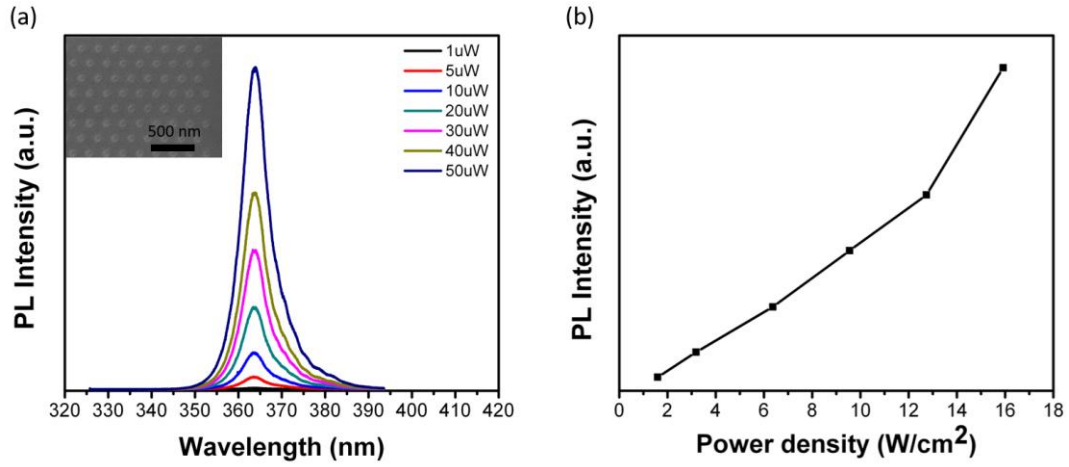 (a)
500 nm
1uW
5uW
10uW
20uW
30uW
40uW
50uW
PL Intensity (a.u.)
320 330 340 350 360 370 380 390 400 410 420
Wavelength (nm)
(b)
PL Intensity (a.u.)
0 2 4 6 8 10 12 14 16 18
Power density (W/cm²)